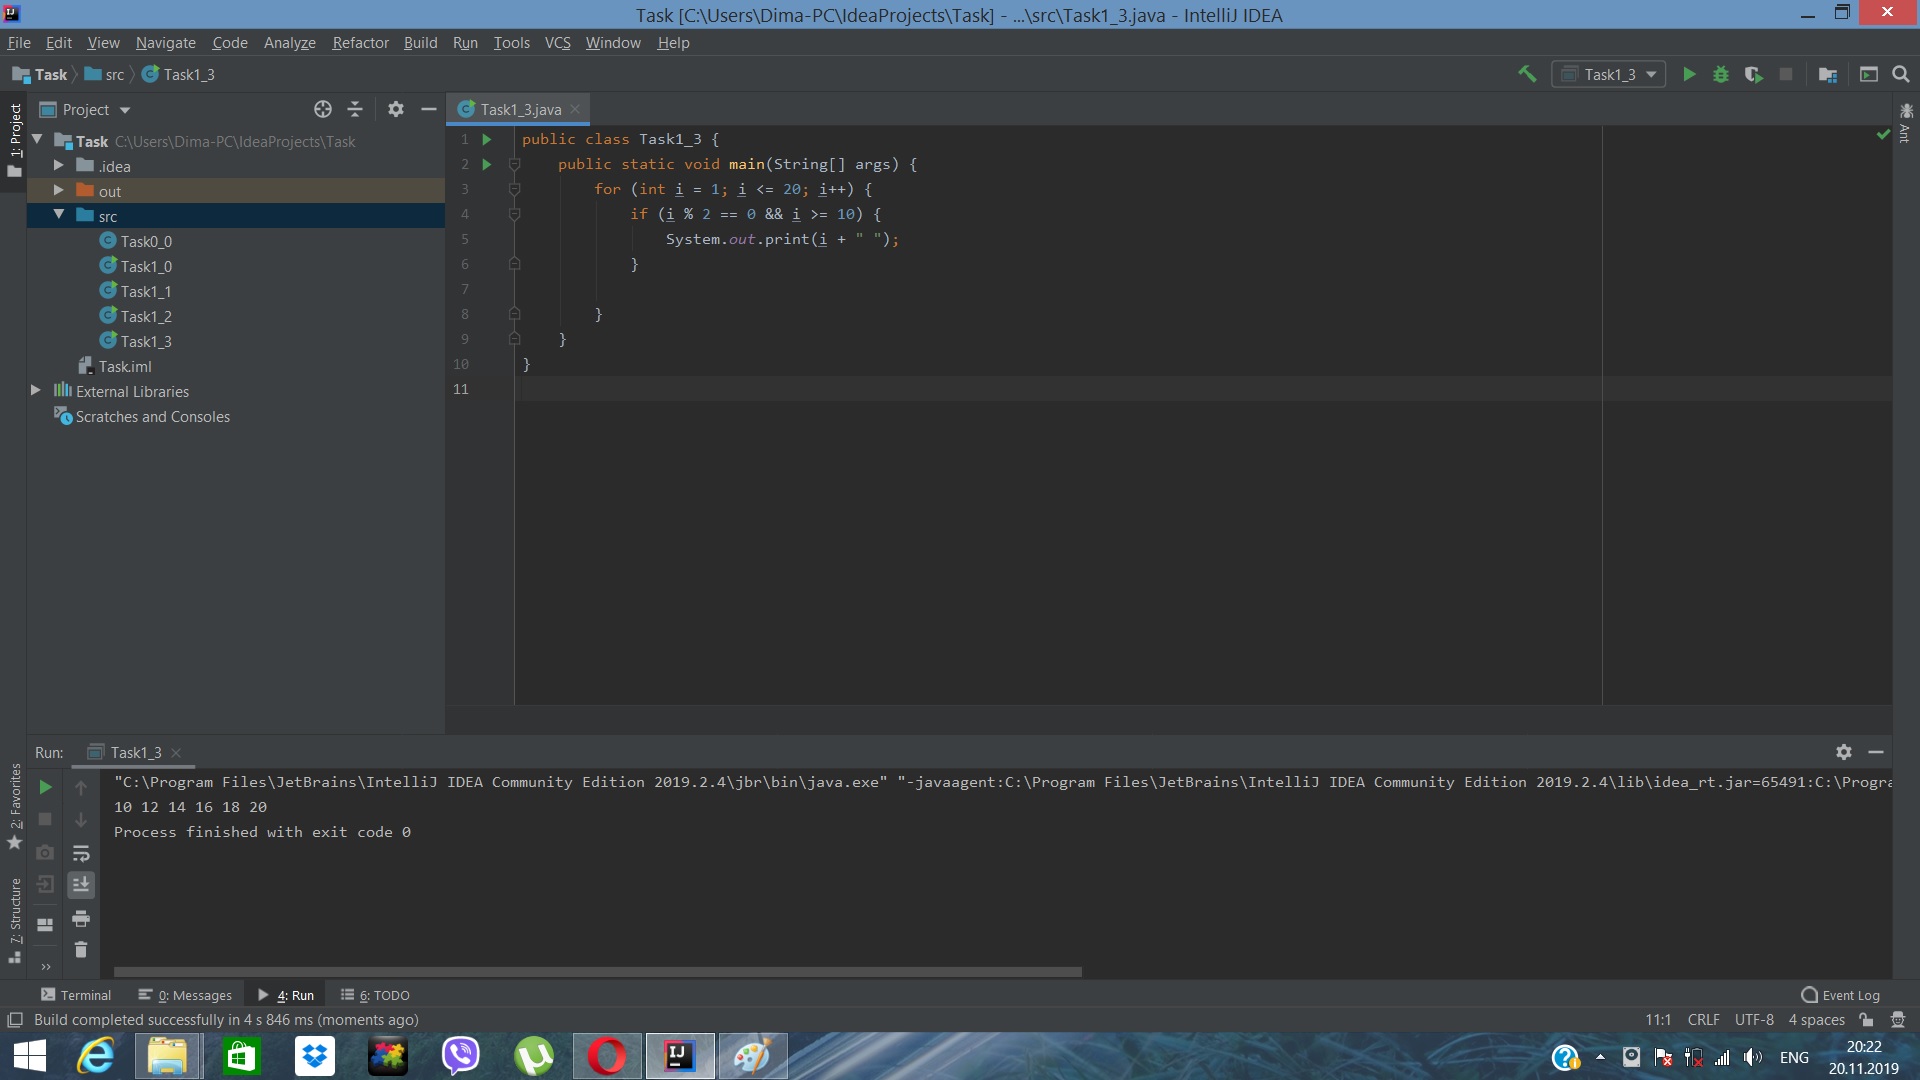 Task [C:\Users\Dima-PC\IdeaProjects\Task] - ...\src\Task1_3.java - IntelliJ IDEA
File Edit View Navigate Code Analyze Refactor Build Run Tools VCS Window Help
Task src Task1_3
Task1_3
1: Project
Project
Task C:\Users\Dima-PC\IdeaProjects\Task
.idea
out
src
Task0_0
Task1_0
Task1_1
Task1_2
Task1_3
Task.iml
External Libraries
Scratches and Consoles
Task1_3.java
Ant
1 public class Task1_3 {
2 public static void main(String[] args) {
3 for (int i = 1; i <= 20; i++) {
4 if (i % 2 == 0 && i >= 10) {
5 System.out.print(i + " ");
6 }
7
8 }
9 }
10 }
11
Run: Task1_3
"C:\Program Files\JetBrains\IntelliJ IDEA Community Edition 2019.2.4\jbr\bin\java.exe" "-javaagent:C:\Program Files\JetBrains\IntelliJ IDEA Community Edition 2019.2.4\lib\idea_rt.jar=65491:C:\Progra
10 12 14 16 18 20
Process finished with exit code 0
2: Favorites
7: Structure
Terminal 0: Messages 4: Run 6: TODO Event Log
Build completed successfully in 4 s 846 ms (moments ago) 11:1 CRLF UTF-8 4 spaces
ENG
20:22
20.11.2019